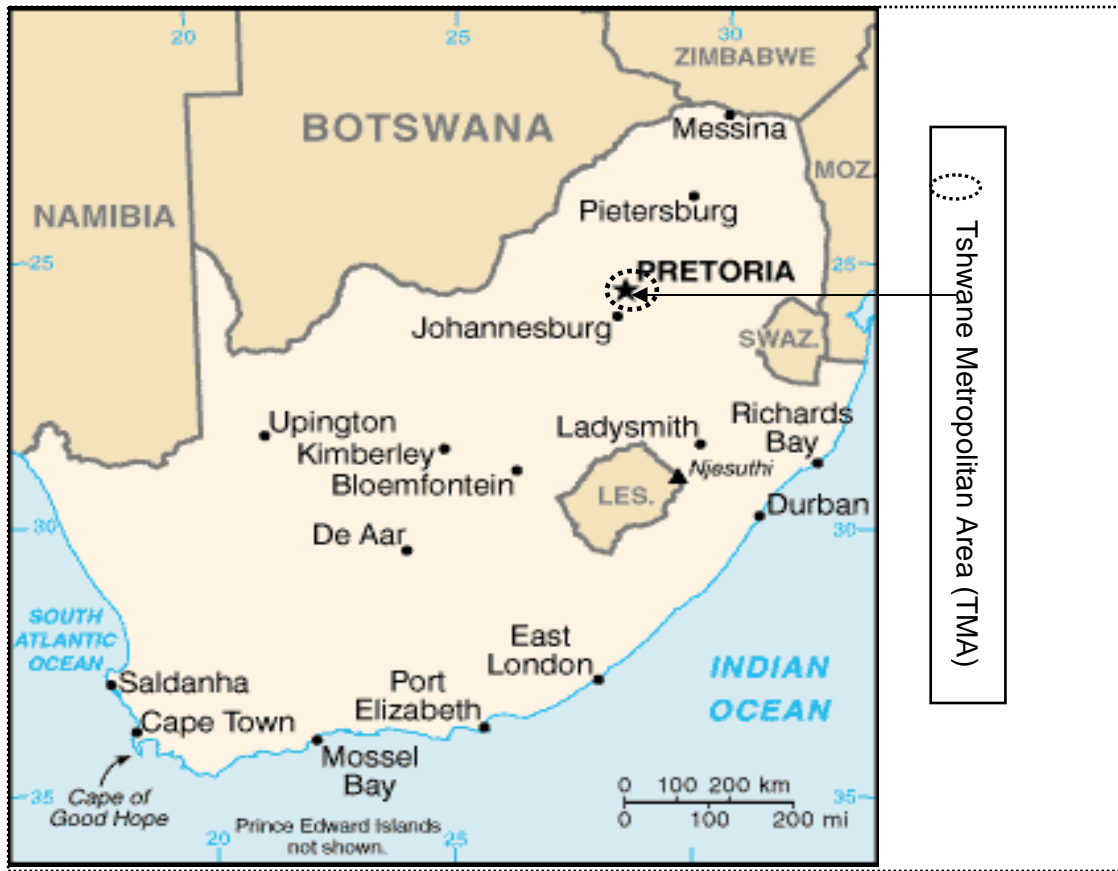 20
25
30
ZIMBABWE
BOTSWANA
Messina
MOZ.
NAMIBIA
Pietersburg
25
PRETORIA
25
Johannesburg
SWAZ.
Upington
Kimberley
Bloemfontein
Ladysmith
Richards
Bay
Njesuthi
LES.
Durban
30
De Aar
30
SOUTH
ATLANTIC
OCEAN
East
London
INDIAN
OCEAN
Saldanha
Port
Elizabeth
Cape Town
Mossel
Bay
Cape of
Good Hope
0 100 200 km
0 100 200 mi
35
35
Prince Edward Islands
not shown.
20
25
Tshwane Metropolitan Area (TMA)